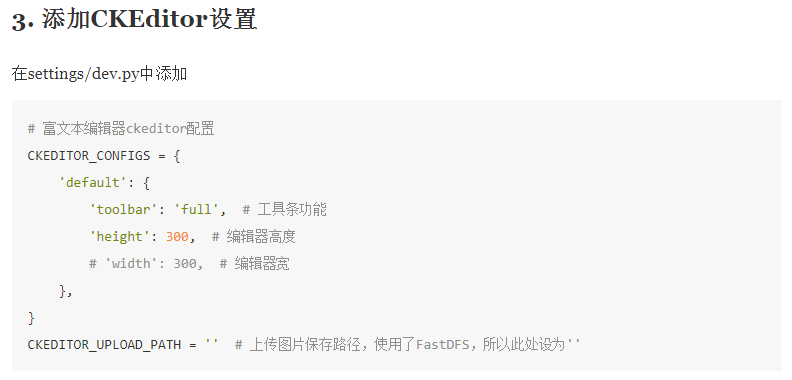 3. 添加CKEditor设置
在settings/dev.py中添加
# 富文本编辑器ckeditor配置
CKEDITOR_CONFIGS = {
    'default': {
        'toolbar': 'full',  # 工具条功能
        'height': 300,  # 编辑器高度
        # 'width': 300,  # 编辑器宽
    },
}
CKEDITOR_UPLOAD_PATH = ''  # 上传图片保存路径，使用了FastDFS，所以此处设为''